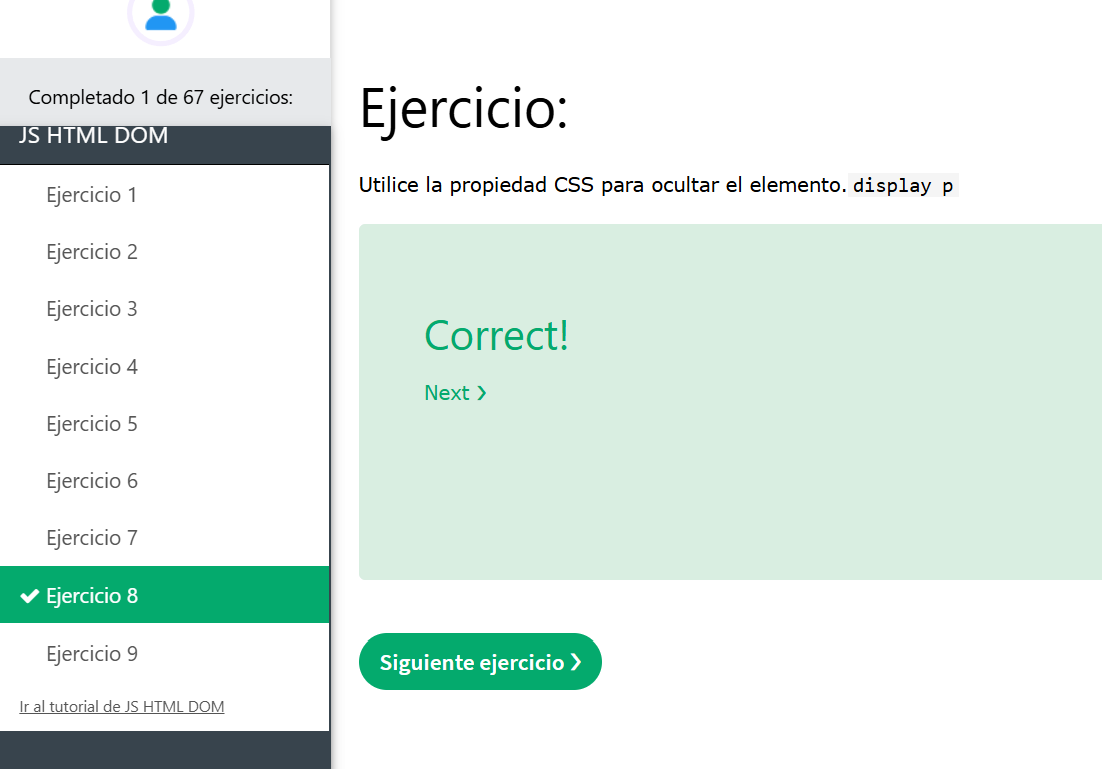 Completado 1 de 67 ejercicios:
JS HTML DOM
Ejercicio 1
Ejercicio 2
Ejercicio 3
Ejercicio 4
Ejercicio 5
Ejercicio 6
Ejercicio 7
Ejercicio 8
Ejercicio 9
Ir al tutorial de JS HTML DOM
Ejercicio:
Utilice la propiedad CSS para ocultar el elemento. display p
Correct!
Next ❯
Siguiente ejercicio ❯